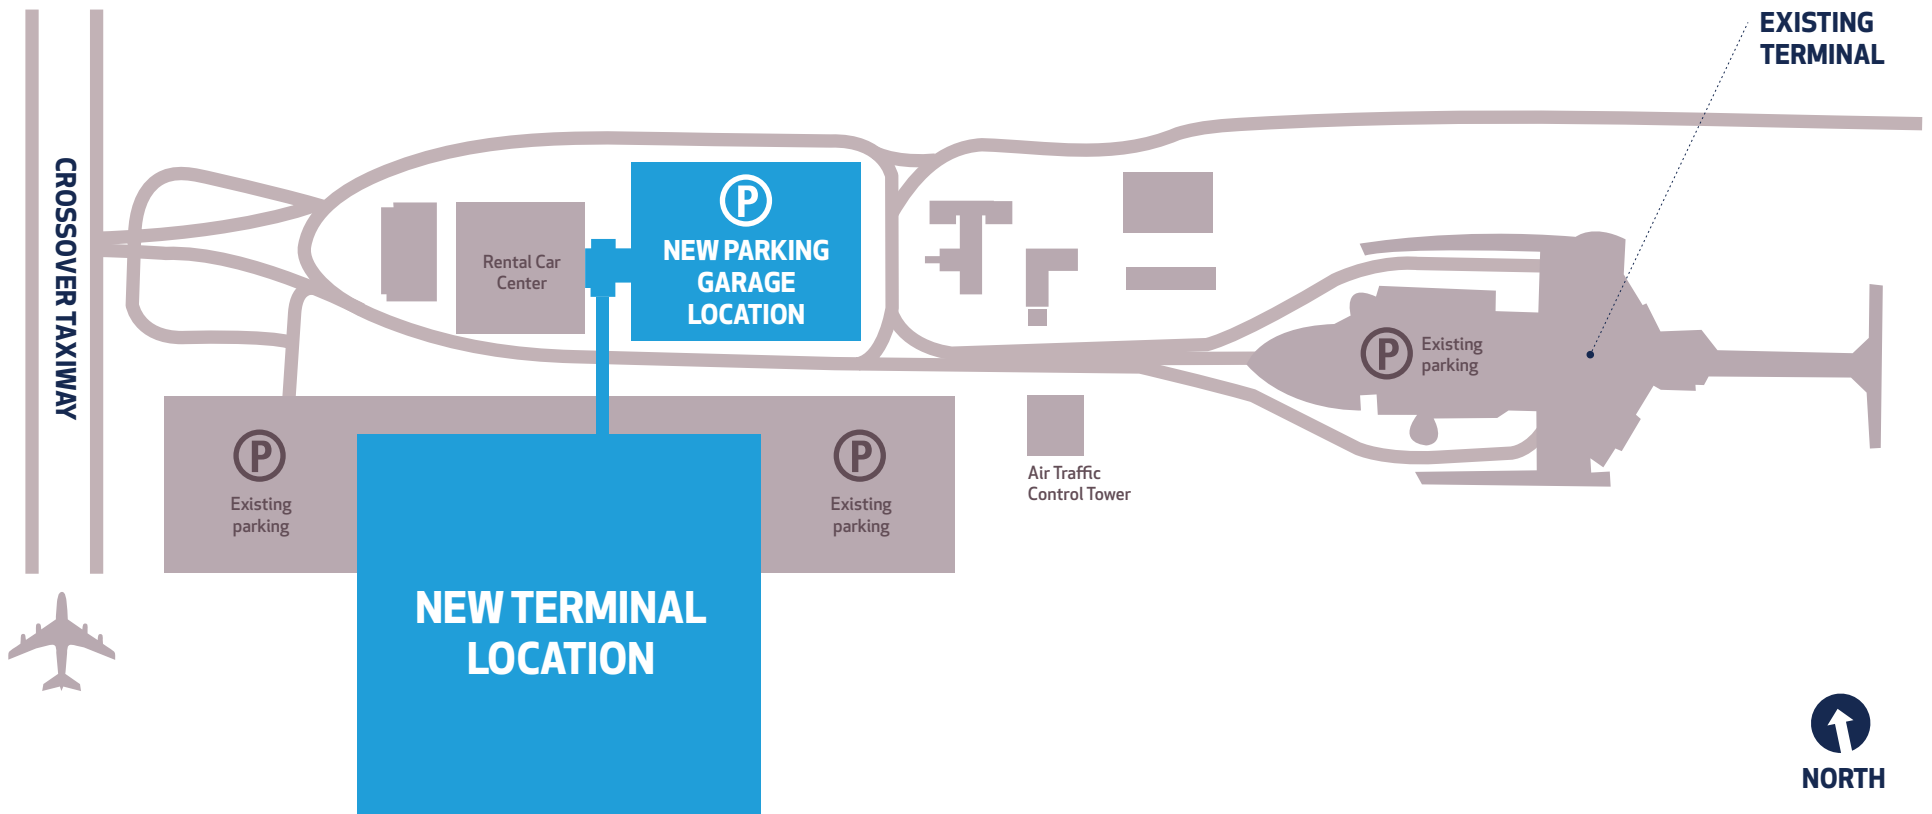 EXISTING
TERMINAL
CROSSOVER TAXIWAY
P
NEW PARKING
GARAGE
LOCATION
Rental Car
Center
P
Existing
parking
P
Existing
parking
P
Existing
parking
Air Traffic
Control Tower
NEW TERMINAL
LOCATION
NORTH